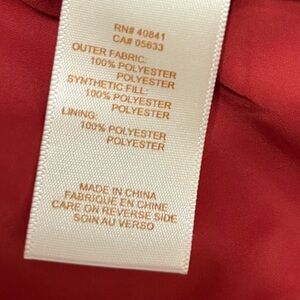 RN# 40841
CA# 05633
OUTER FABRIC:
100% POLYESTER
POLYESTER
SYNTHETIC FILL:
100% POLYESTER
POLYESTER
LINING:
100% POLYESTER
POLYESTER
MADE IN CHINA
FABRIQUE EN CHINE
CARE ON REVERSE SIDE
SOIN AU VERSO